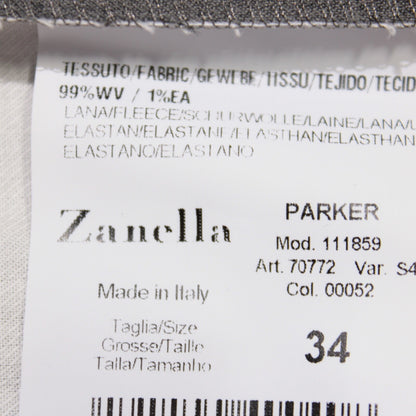 TESSUTO/FABRIC/GEWEBE/TISSU/TEJIDO/TECID
99%WV / 1%EA
LANA/FLEECE/SCHURWOLLE/LAINE/LANA/L
ELASTAN/ELASTANE/ELASTHAN/ELASTHAN
ELASTANO/ELASTANO
Zanella
PARKER
Mod. 111859
Art. 70772 Var. S4
Col. 00052
Made in Italy
Taglia/Size
Grosse/Taille
Talla/Tamanho
34